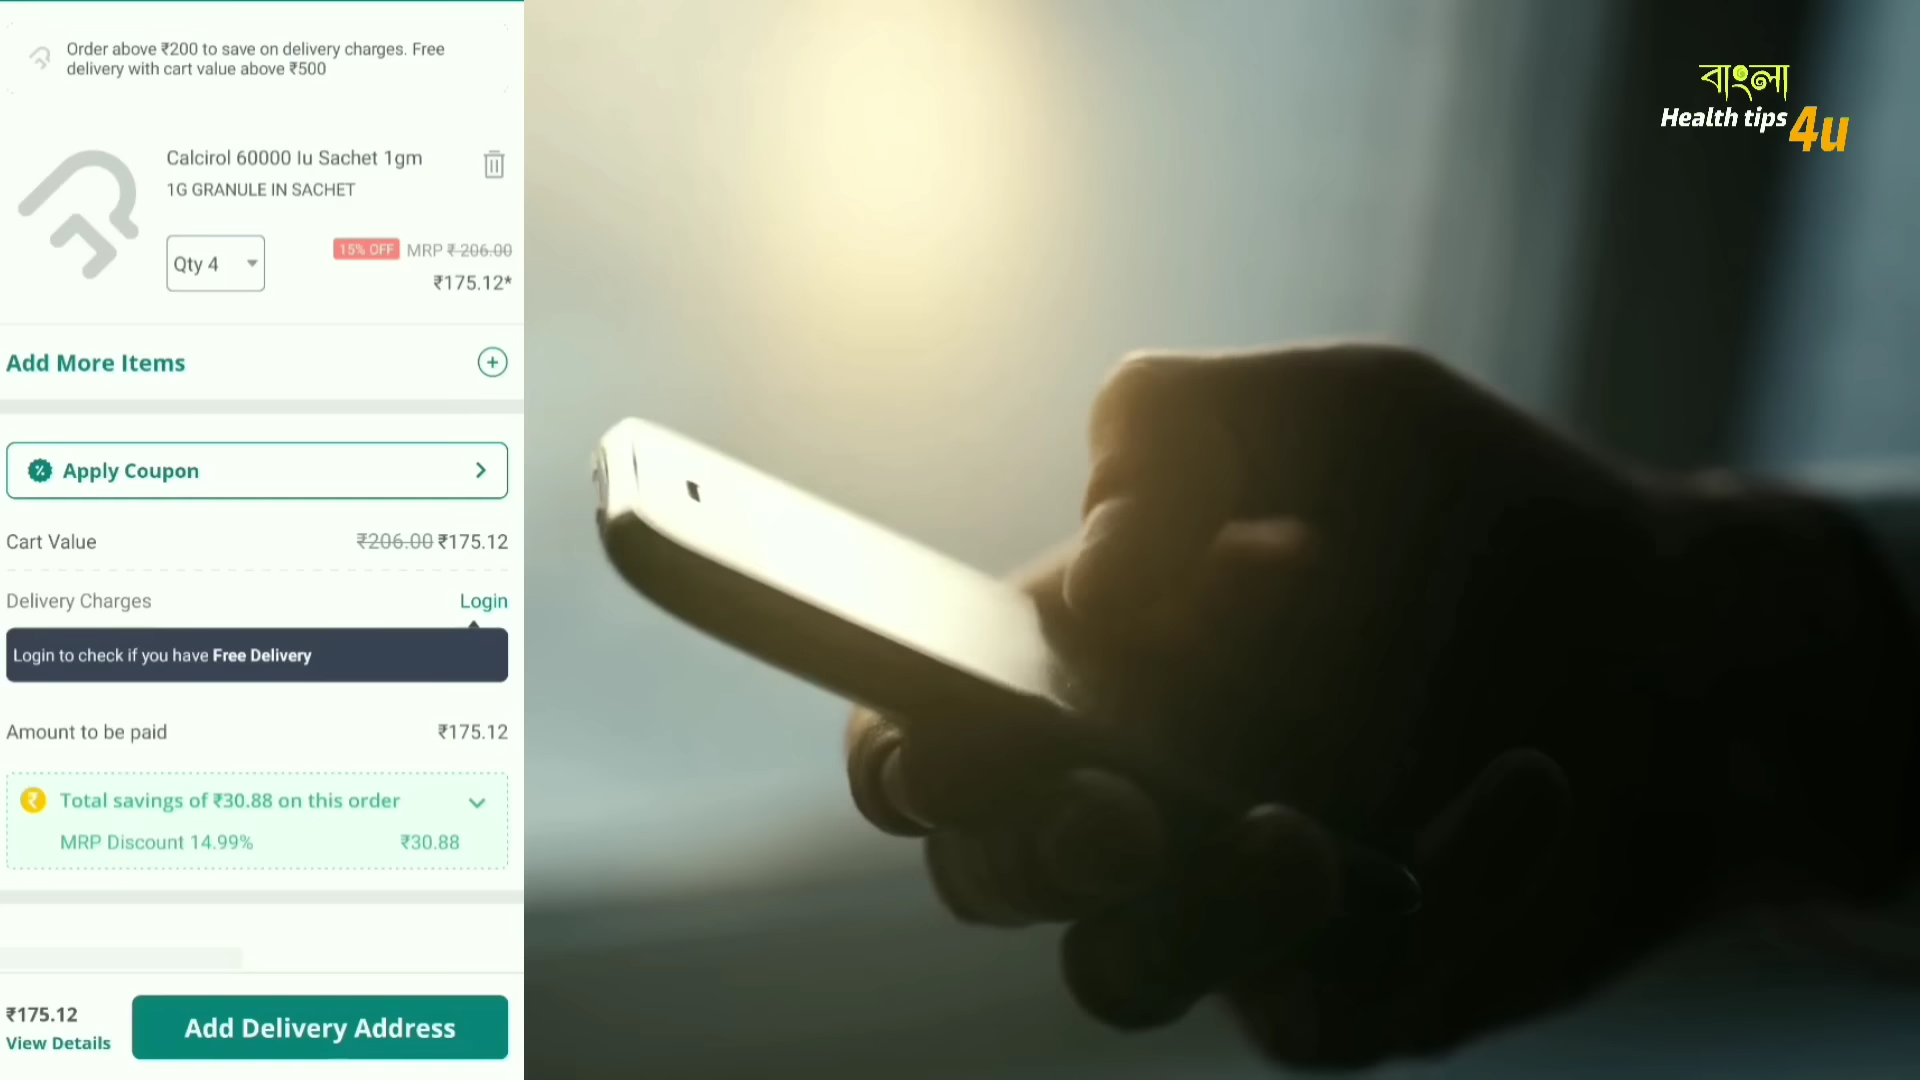 Order above ₹200 to save on delivery charges. Free
delivery with cart value above ₹500
Calcirol 60000 Iu Sachet 1gm
1G GRANULE IN SACHET
Qty 4
15% OFF MRP ₹ 206.00
₹175.12*
Add More Items
Apply Coupon
Cart Value ₹206.00 ₹175.12
Delivery Charges Login
Login to check if you have Free Delivery
Amount to be paid ₹175.12
Total savings of ₹30.88 on this order
MRP Discount 14.99% ₹30.88
₹175.12
View Details
Add Delivery Address
বাংলা
Health tips 4u